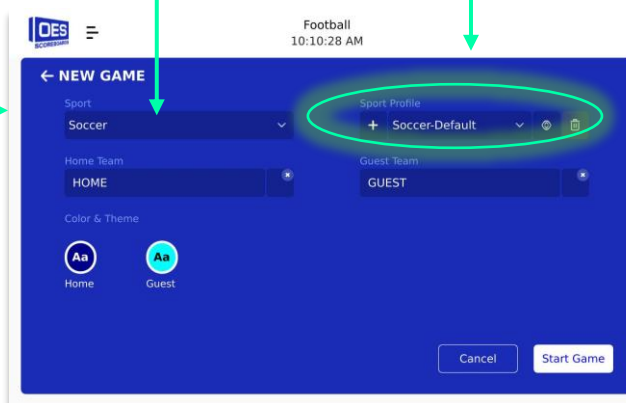 OES
SCOREBOARDS
Football
10:10:28 AM
← NEW GAME
Sport
Sport Profile
Soccer
+ Soccer-Default
Home Team
Guest Team
HOME
GUEST
Color & Theme
Aa
Aa
Home
Guest
Cancel
Start Game